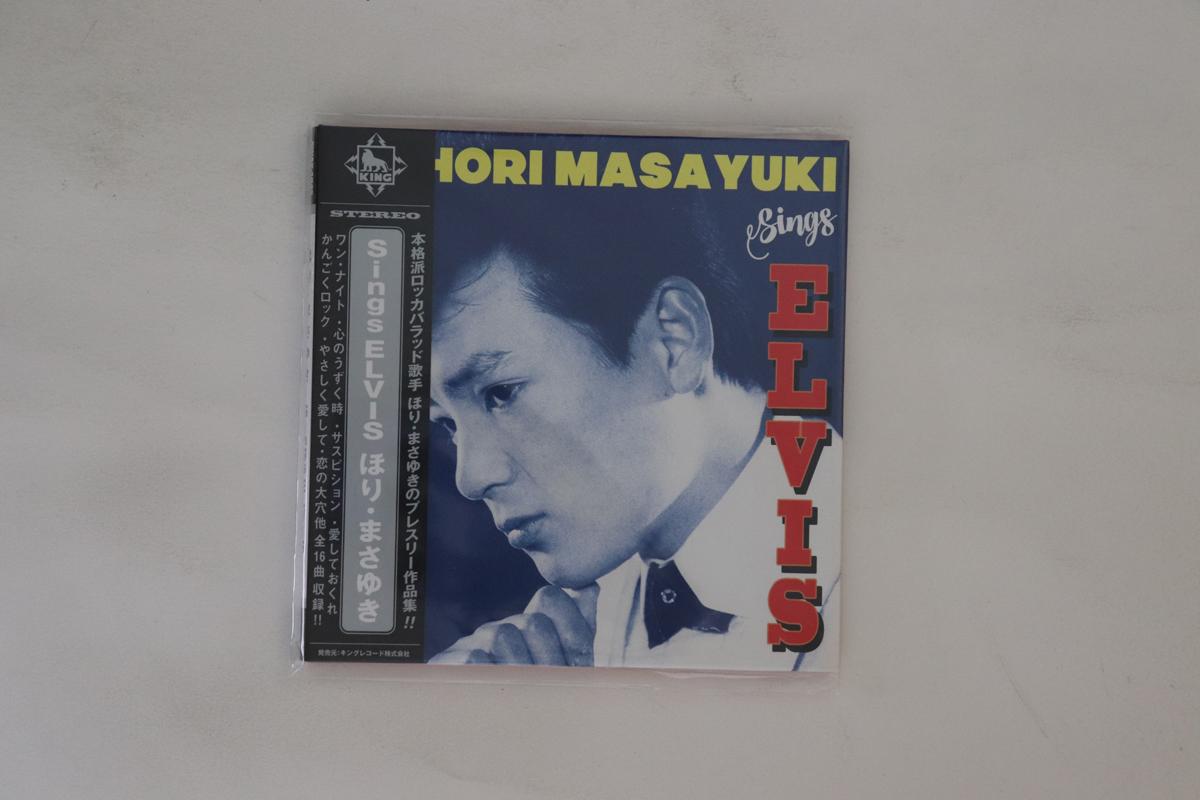 KING
STEREO
本格派ロッカバラッド歌手 ほり・まさゆきのプレスリー作品集!!
Sings ELVIS ほり・まさゆき
ワン・ナイト・心のうずく時・サスピション・愛しておくれ
かんごくロック・やさしく愛して・恋の大穴他 全16曲 収録!!
発売元:キングレコード株式会社
HORI MASAYUKI
Sings
ELVIS